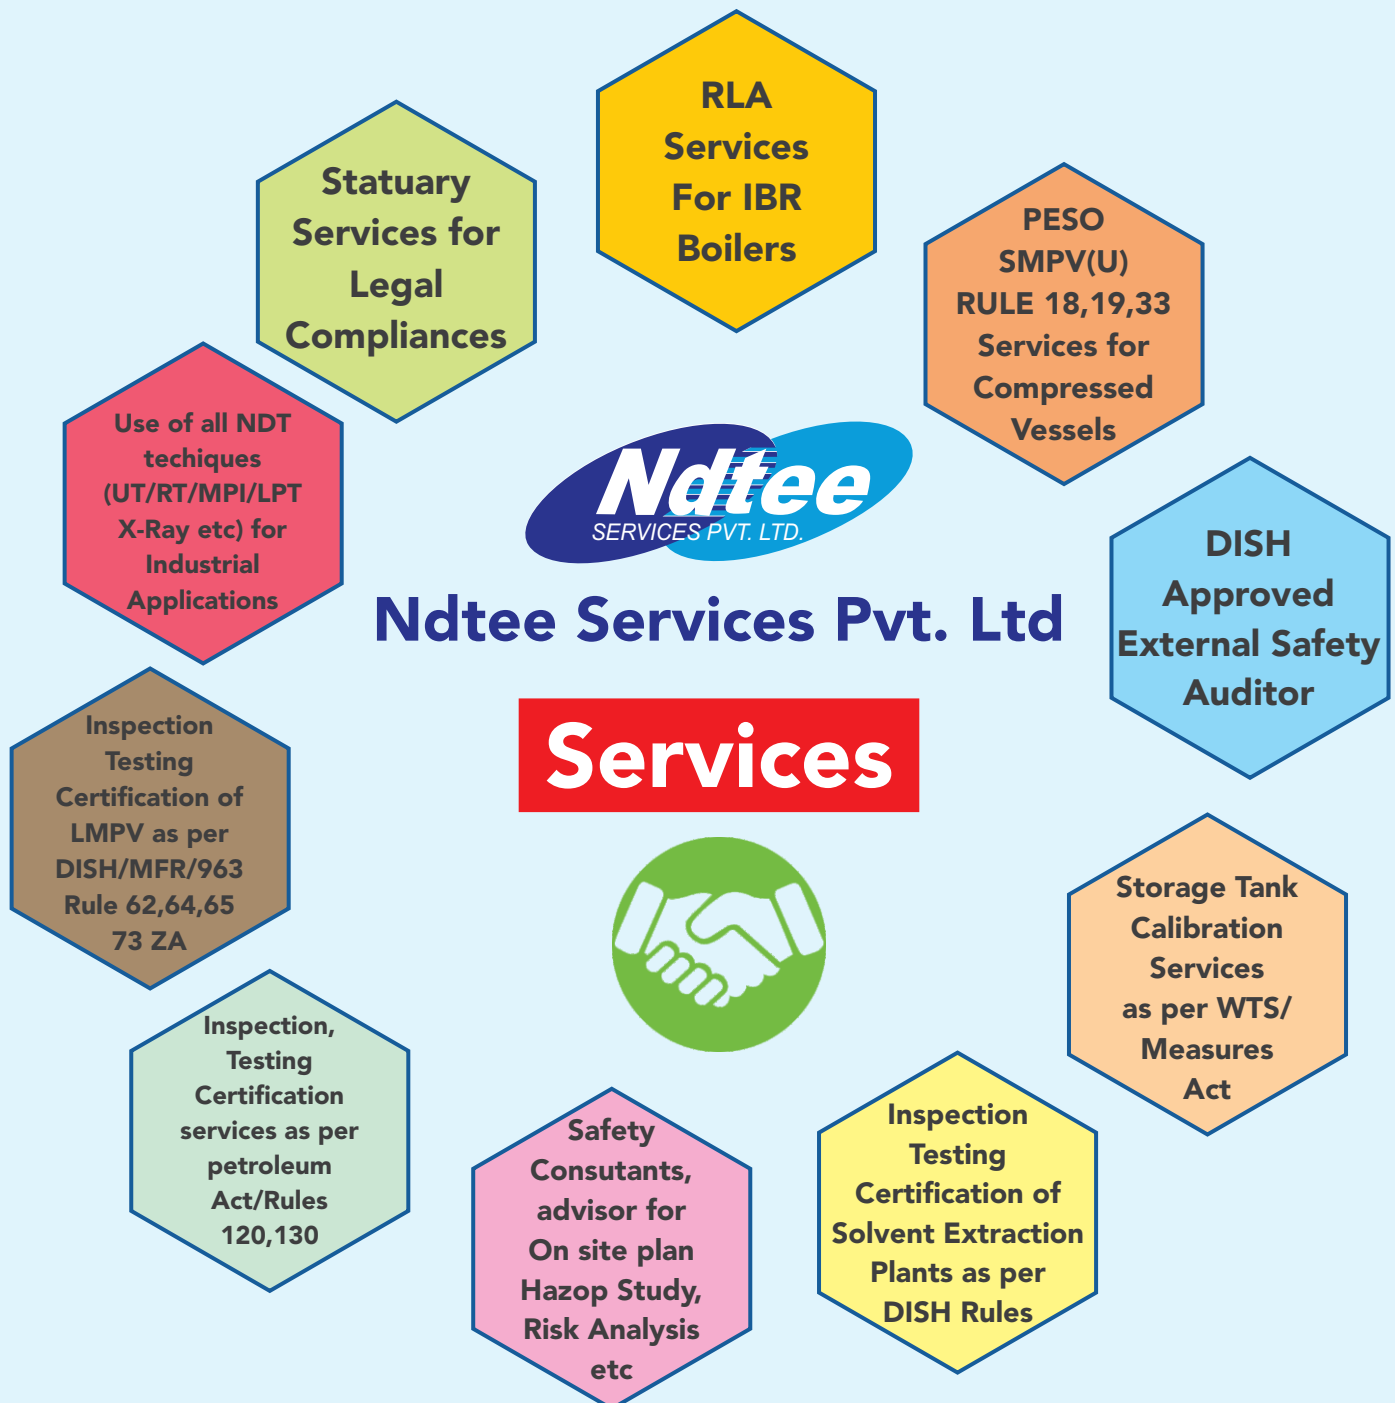 RLA
Services
For IBR
Boilers
Statuary
Services for
Legal
Compliances
PESO
SMPV(U)
RULE 18,19,33
Services for
Compressed
Vessels
Use of all NDT
techiques
(UT/RT/MPI/LPT
X-Ray etc) for
Industrial
Applications
Ndtee
SERVICES PVT. LTD.
Ndtee Services Pvt. Ltd
Services
DISH
Approved
External Safety
Auditor
Inspection
Testing
Certification of
LMPV as per
DISH/MFR/963
Rule 62,64,65
73 ZA
Storage Tank
Calibration
Services
as per WTS/
Measures
Act
Inspection,
Testing
Certification
services as per
petroleum
Act/Rules
120,130
Safety
Consutants,
advisor for
On site plan
Hazop Study,
Risk Analysis
etc
Inspection
Testing
Certification of
Solvent Extraction
Plants as per
DISH Rules